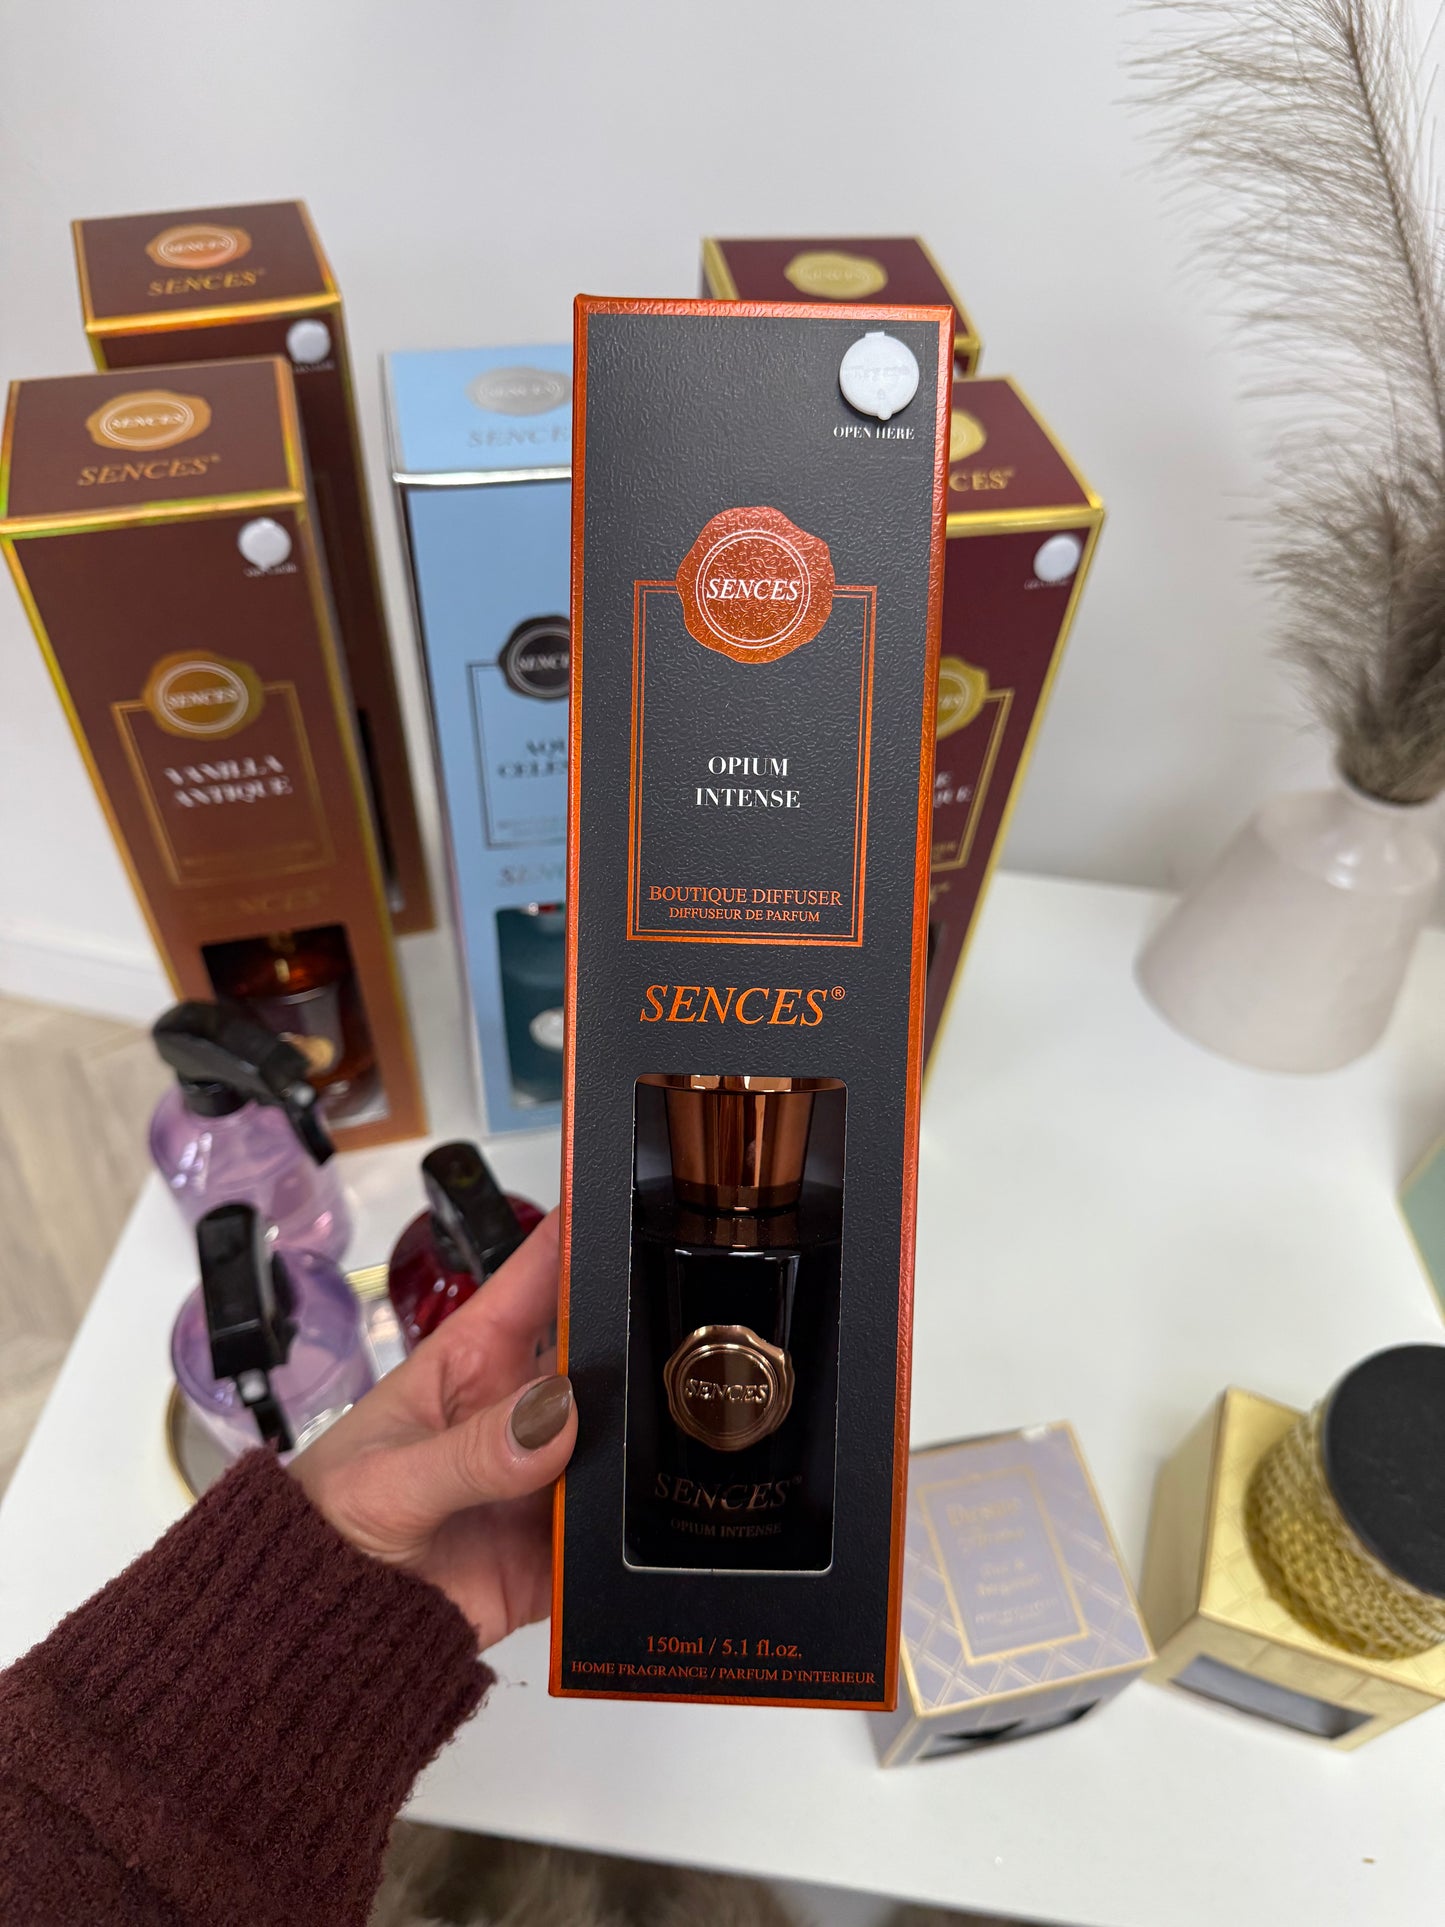 SENCES
SENCES®
SENCES
SENCES®
SENCES
VANILLA
ANTIQUE
SENCES
SENCES
OPEN HERE
SENCES
OPIUM
INTENSE
BOUTIQUE DIFFUSER
DIFFUSEUR DE PARFUM
SENCES®
SENCES
SENCES®
OPIUM INTENSE
150ml / 5.1 fl.oz.
HOME FRAGRANCE / PARFUM D'INTERIEUR